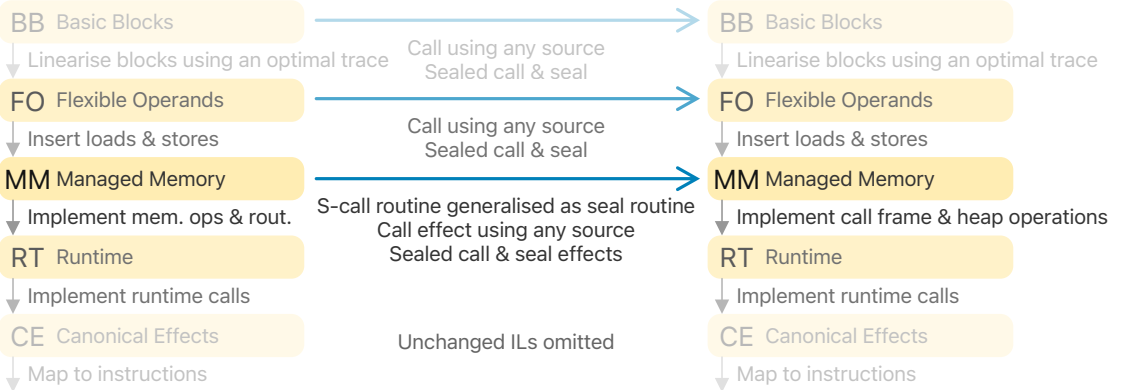 BB Basic Blocks
Linearise blocks using an optimal trace
FO Flexible Operands
Insert loads & stores
MM Managed Memory
Implement mem. ops & rout.
RT Runtime
Implement runtime calls
CE Canonical Effects
Map to instructions
Call using any source
Sealed call & seal
Call using any source
Sealed call & seal
S-call routine generalised as seal routine
Call effect using any source
Sealed call & seal effects
Unchanged ILs omitted
BB Basic Blocks
Linearise blocks using an optimal trace
FO Flexible Operands
Insert loads & stores
MM Managed Memory
Implement call frame & heap operations
RT Runtime
Implement runtime calls
CE Canonical Effects
Map to instructions